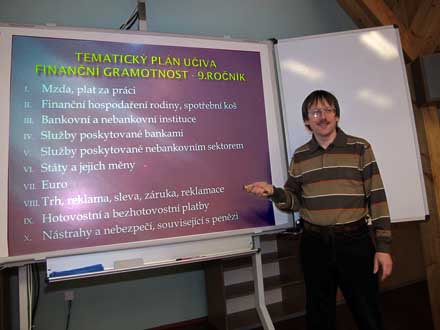 TEMATICKÝ PLÁN UČIVA
FINANČNÍ GRAMOTNOST - 9.ROČNÍK
I. Mzda, plat za práci
II. Finanční hospodaření rodiny, spotřební koš
III. Bankovní a nebankovní instituce
IV. Služby poskytované bankami
V. Služby poskytované nebankovním sektorem
VI. Státy a jejich měny
VII. Euro
VIII. Trh, reklama, sleva, záruka, reklamace
IX. Hotovostní a bezhotovostní platby
X. Nástrahy a nebezpečí, související s penězi